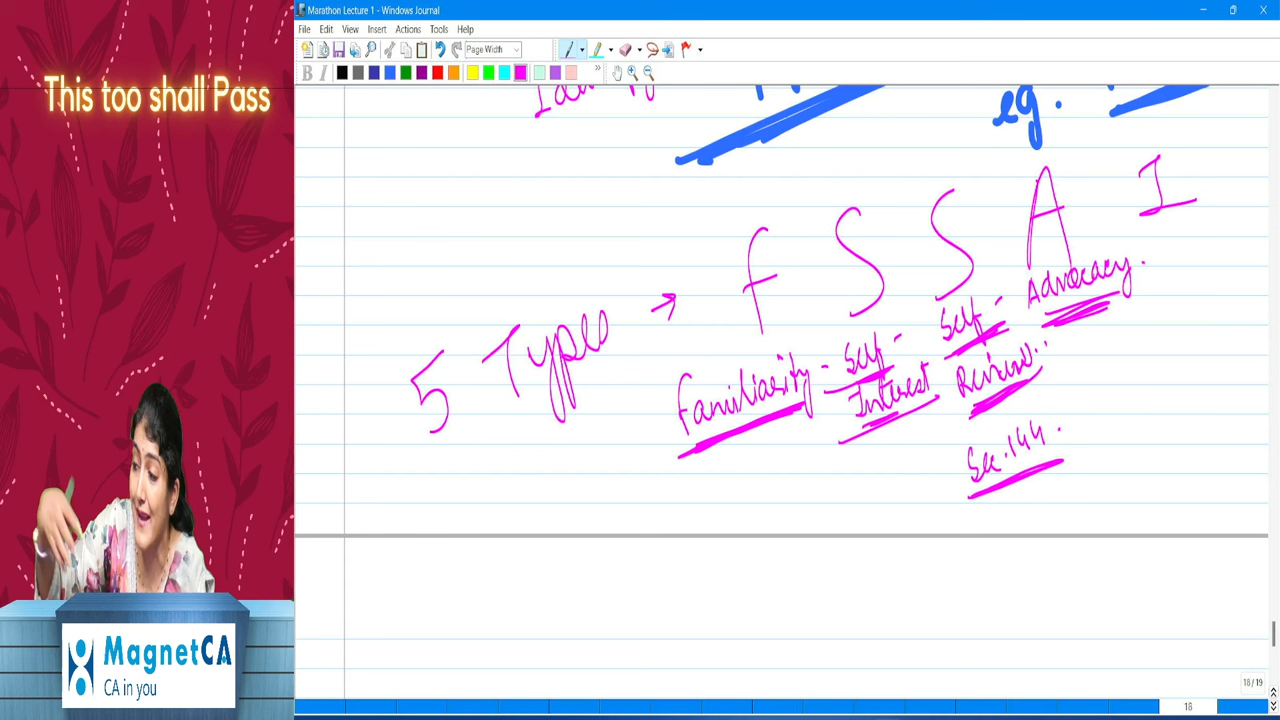 Marathon Lecture 1 - Windows Journal
File Edit View Insert Actions Tools Help
Page Width
B I
This too shall Pass
eg.
5 Types → F S S A I
Familiarity - Self - Interest
Self - Review..
Advocacy.
Sec. 144.
MagnetCA
CA in you
18 / 19
18